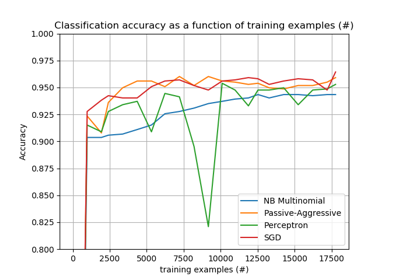 Classification accuracy as a function of training examples (#)
1.000
0.975
0.950
0.925
0.900
0.875
0.850
0.825
0.800
Accuracy
NB Multinomial
Passive-Aggressive
Perceptron
SGD
0 2500 5000 7500 10000 12500 15000 17500
training examples (#)